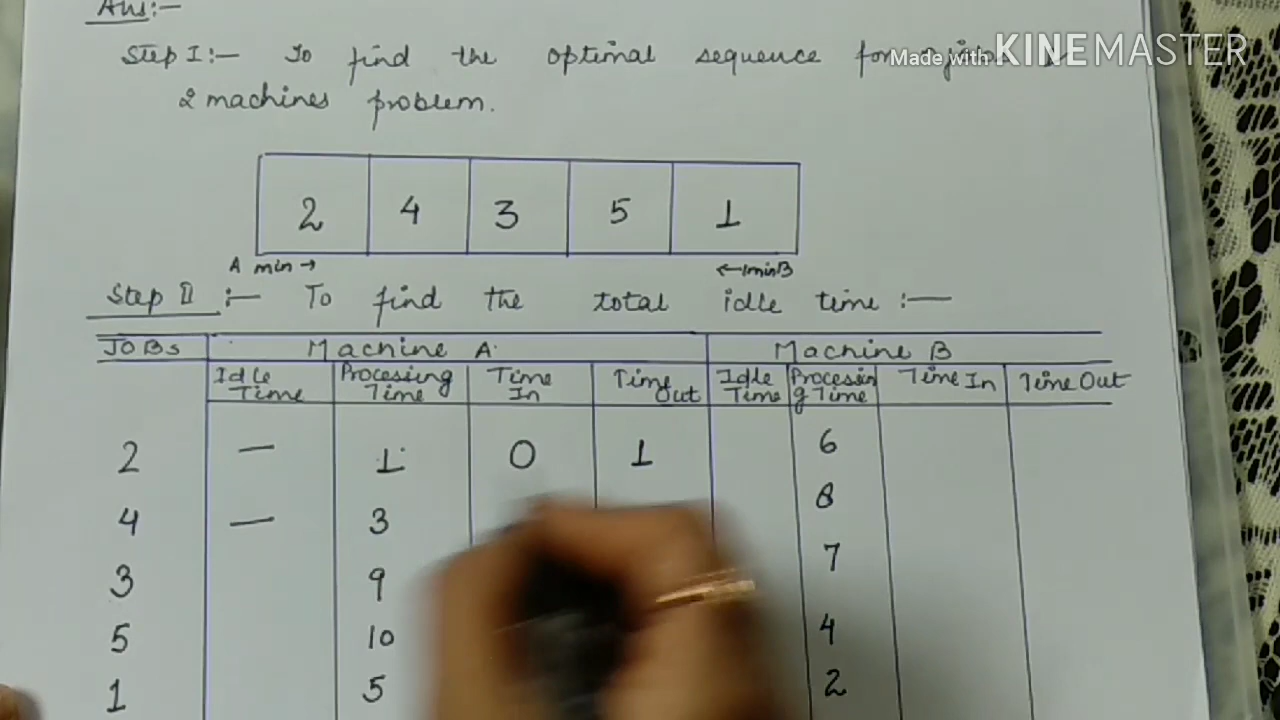 Ans:-
Made with KINEMASTER
Step I:- To find the optimal sequence for
2 machines problem.
2 4 3 5 1
A min → ←minB
Step II :- To find the total idle time :-
JOBs Machine A. Machine B
Idle Time Processing Time Time In Time Out Idle Time Processing Time Time In Time Out
2 — 1 0 1 6
4 — 3 8
3 9 7
5 10 4
1 5 2